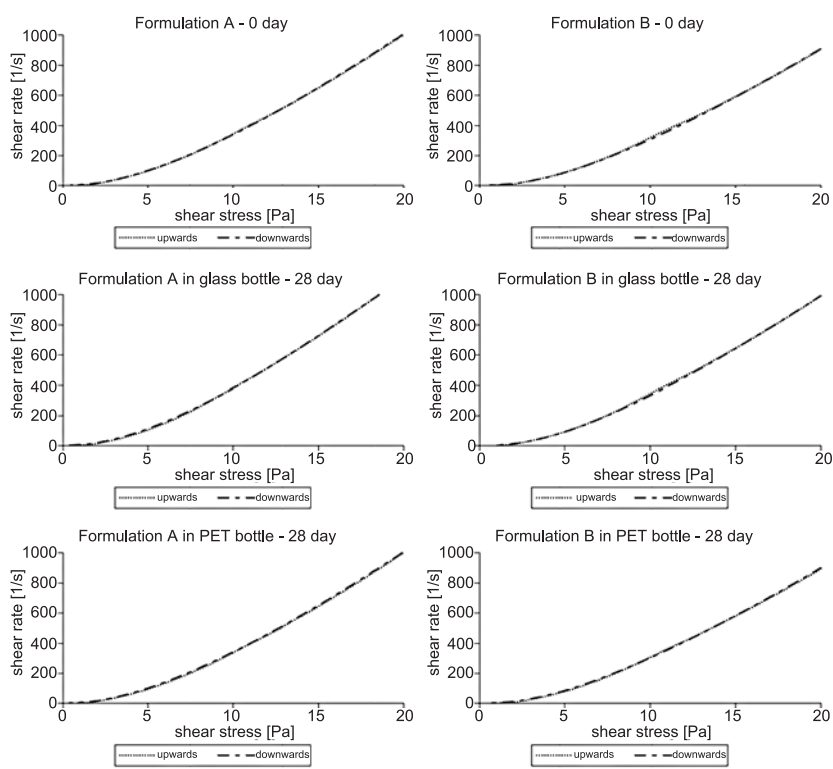 Formulation A - 0 day
shear rate [1/s]
1000
800
600
400
200
0
0 5 10 15 20
shear stress [Pa]
upwards downwards
Formulation B - 0 day
shear rate [1/s]
1000
800
600
400
200
0
0 5 10 15 20
shear stress [Pa]
upwards downwards
Formulation A in glass bottle - 28 day
shear rate [1/s]
1000
800
600
400
200
0
0 5 10 15 20
shear stress [Pa]
upwards downwards
Formulation B in glass bottle - 28 day
shear rate [1/s]
1000
800
600
400
200
0
0 5 10 15 20
shear stress [Pa]
upwards downwards
Formulation A in PET bottle - 28 day
shear rate [1/s]
1000
800
600
400
200
0
0 5 10 15 20
shear stress [Pa]
upwards downwards
Formulation B in PET bottle - 28 day
shear rate [1/s]
1000
800
600
400
200
0
0 5 10 15 20
shear stress [Pa]
upwards downwards